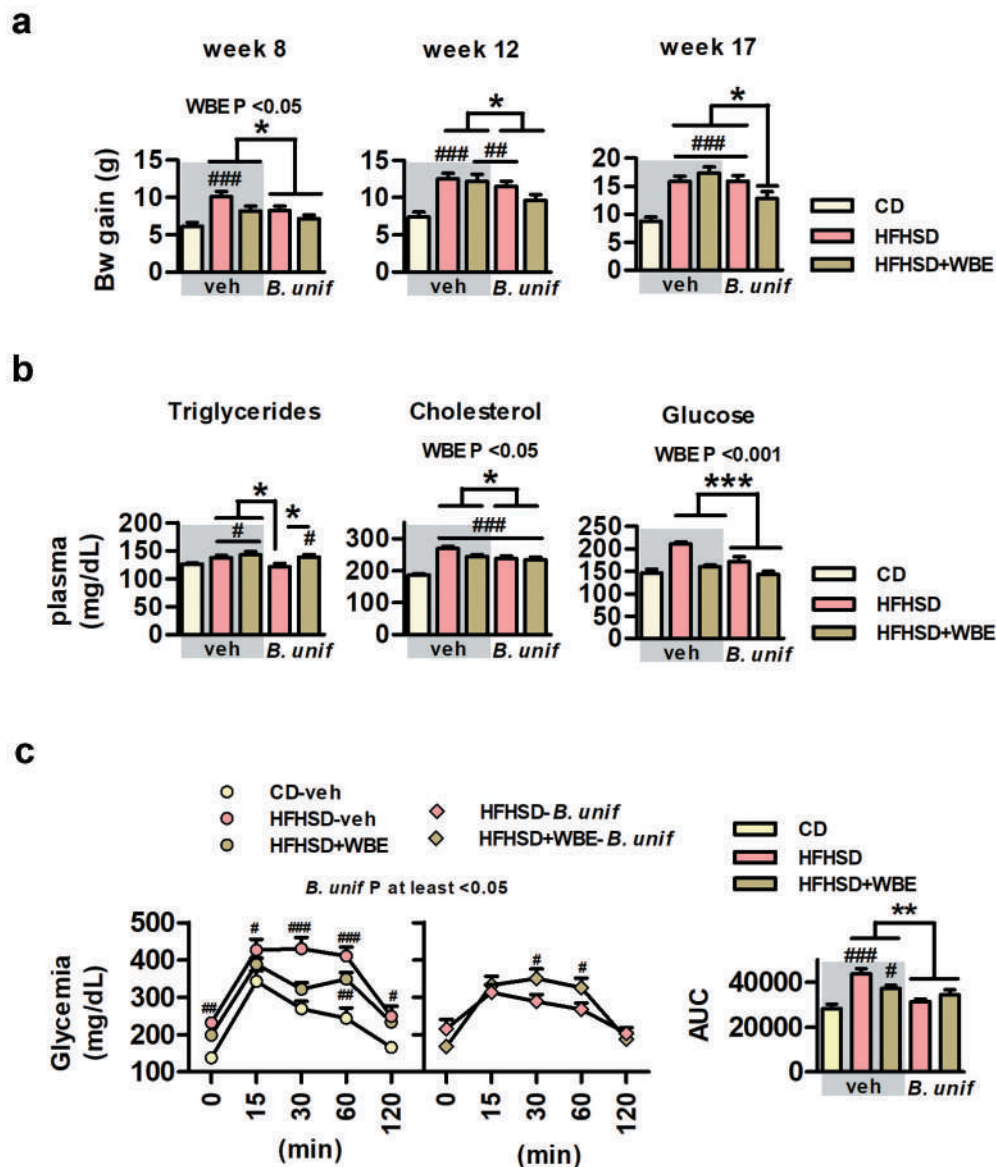 a
week 8
week 12
week 17
WBE P <0.05
*
*
*
###
###
##
###
Bw gain (g)
15
10
5
0
15
10
5
0
20
15
10
5
0
veh
B. unif
veh
B. unif
veh
B. unif
CD
HFHSD
HFHSD+WBE
b
Triglycerides
Cholesterol
Glucose
WBE P <0.05
WBE P <0.001
*
*
*
***
#
#
###
plasma
(mg/dL)
200
150
100
50
0
300
200
100
0
250
200
150
100
50
0
veh
B. unif
veh
B. unif
veh
B. unif
CD
HFHSD
HFHSD+WBE
c
CD-veh
HFHSD-veh
HFHSD+WBE
HFHSD-B. unif
HFHSD+WBE-B. unif
B. unif P at least <0.05
CD
HFHSD
HFHSD+WBE
Glycemia
(mg/dL)
500
400
300
200
100
##
#
###
###
##
#
#
#
0
15
30
60
120
0
15
30
60
120
(min)
(min)
**
###
#
AUC
40000
20000
0
veh
B. unif